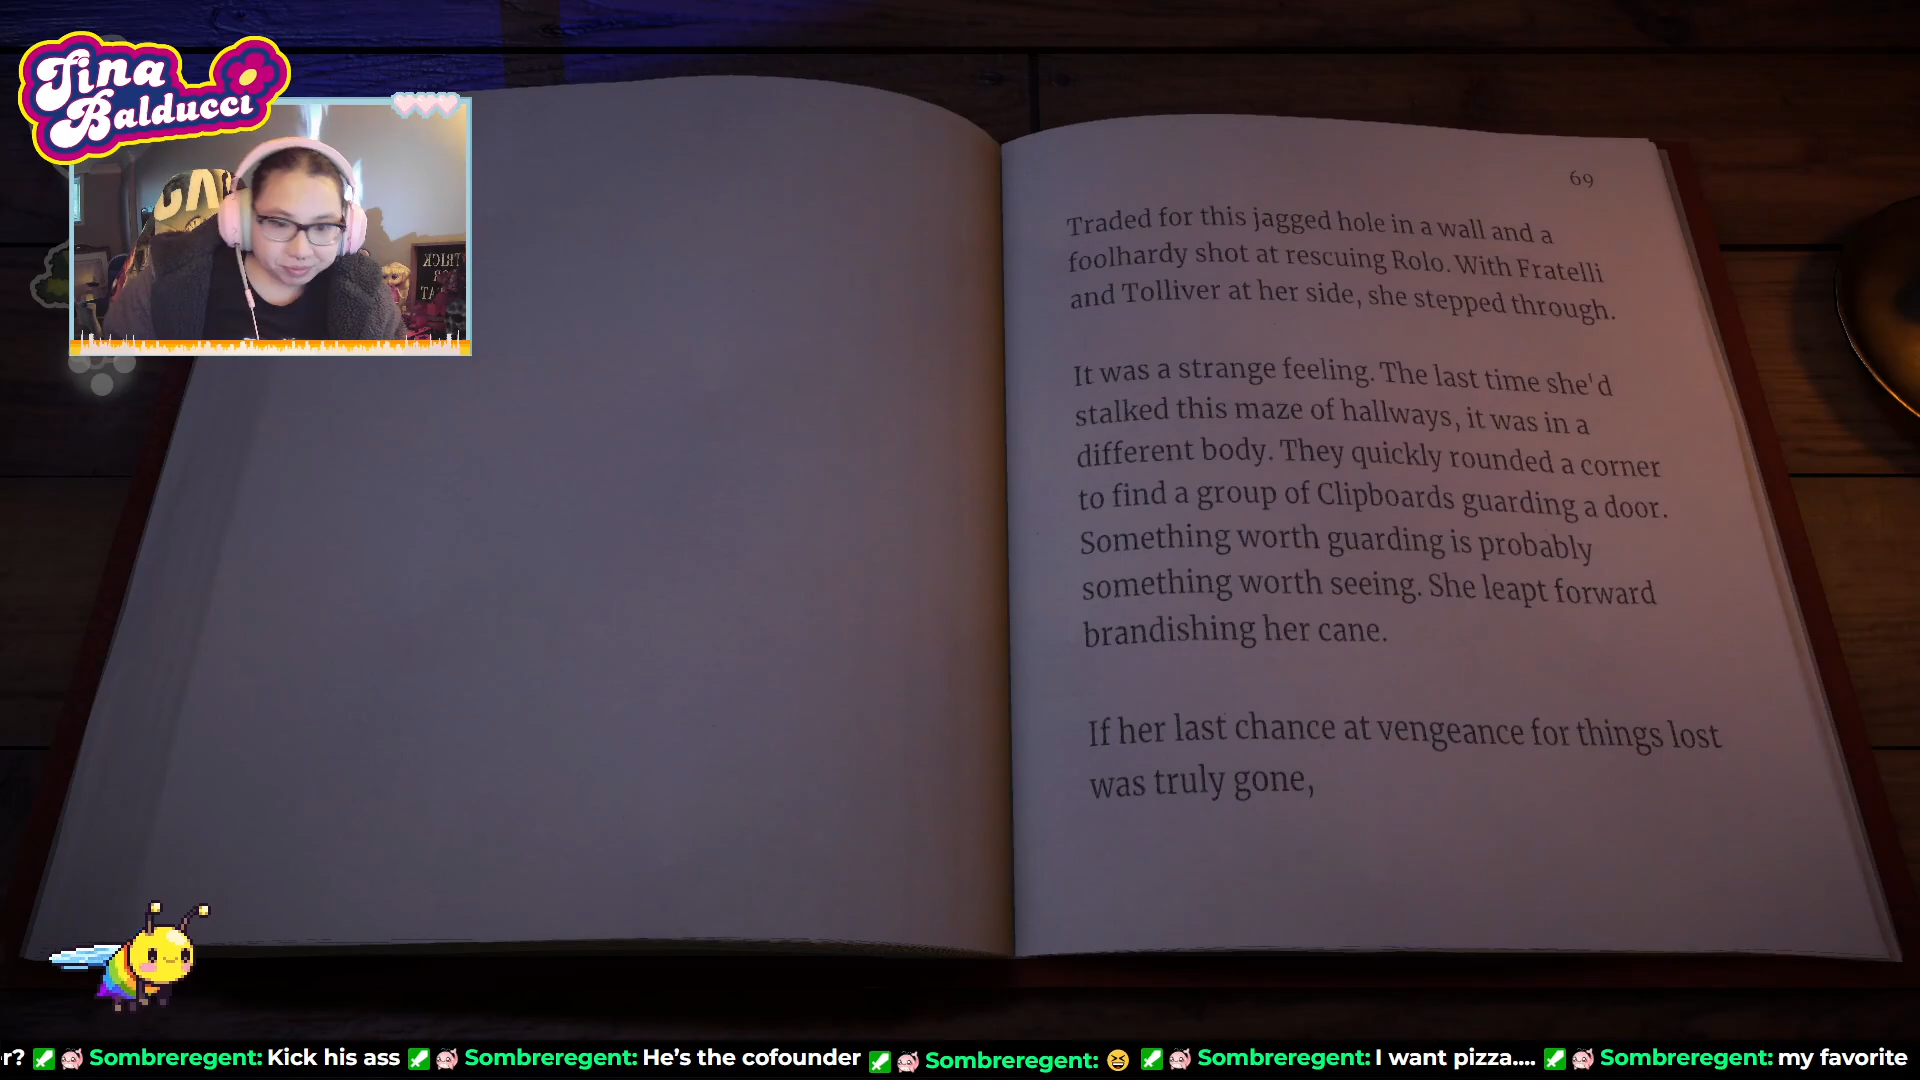 Tina
Balducci
69
Traded for this jagged hole in a wall and a
foolhardy shot at rescuing Rolo. With Fratelli
and Tolliver at her side, she stepped through.
It was a strange feeling. The last time she'd
stalked this maze of hallways, it was in a
different body. They quickly rounded a corner
to find a group of Clipboards guarding a door.
Something worth guarding is probably
something worth seeing. She leapt forward
brandishing her cane.
If her last chance at vengeance for things lost
was truly gone,
r? Sombreregent: Kick his ass Sombreregent: He's the cofounder Sombreregent: 😆 Sombreregent: I want pizza.... Sombreregent: my favorite